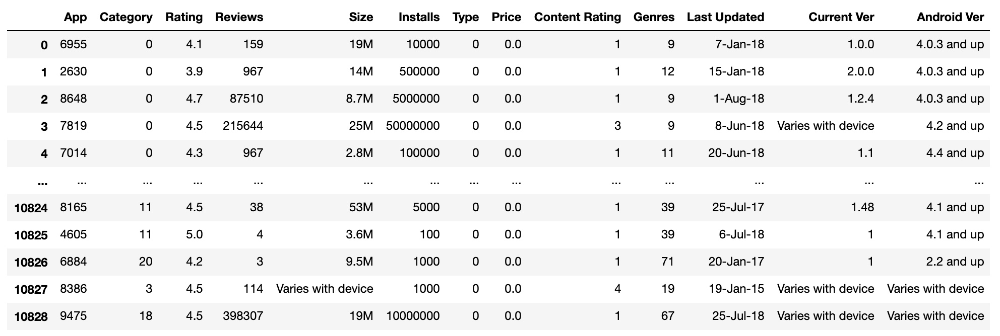 App Category Rating Reviews Size Installs Type Price Content Rating Genres Last Updated Current Ver Android Ver
0 6955 0 4.1 159 19M 10000 0 0.0 1 9 7-Jan-18 1.0.0 4.0.3 and up
1 2630 0 3.9 967 14M 500000 0 0.0 1 12 15-Jan-18 2.0.0 4.0.3 and up
2 8648 0 4.7 87510 8.7M 5000000 0 0.0 1 9 1-Aug-18 1.2.4 4.0.3 and up
3 7819 0 4.5 215644 25M 50000000 0 0.0 3 9 8-Jun-18 Varies with device 4.2 and up
4 7014 0 4.3 967 2.8M 100000 0 0.0 1 11 20-Jun-18 1.1 4.4 and up
... ... ... ... ... ... ... ... ... ... ... ... ... ...
10824 8165 11 4.5 38 53M 5000 0 0.0 1 39 25-Jul-17 1.48 4.1 and up
10825 4605 11 5.0 4 3.6M 100 0 0.0 1 39 6-Jul-18 1 4.1 and up
10826 6884 20 4.2 3 9.5M 1000 0 0.0 1 71 20-Jan-17 1 2.2 and up
10827 8386 3 4.5 114 Varies with device 1000 0 0.0 4 19 19-Jan-15 Varies with device Varies with device
10828 9475 18 4.5 398307 19M 10000000 0 0.0 1 67 25-Jul-18 Varies with device Varies with device